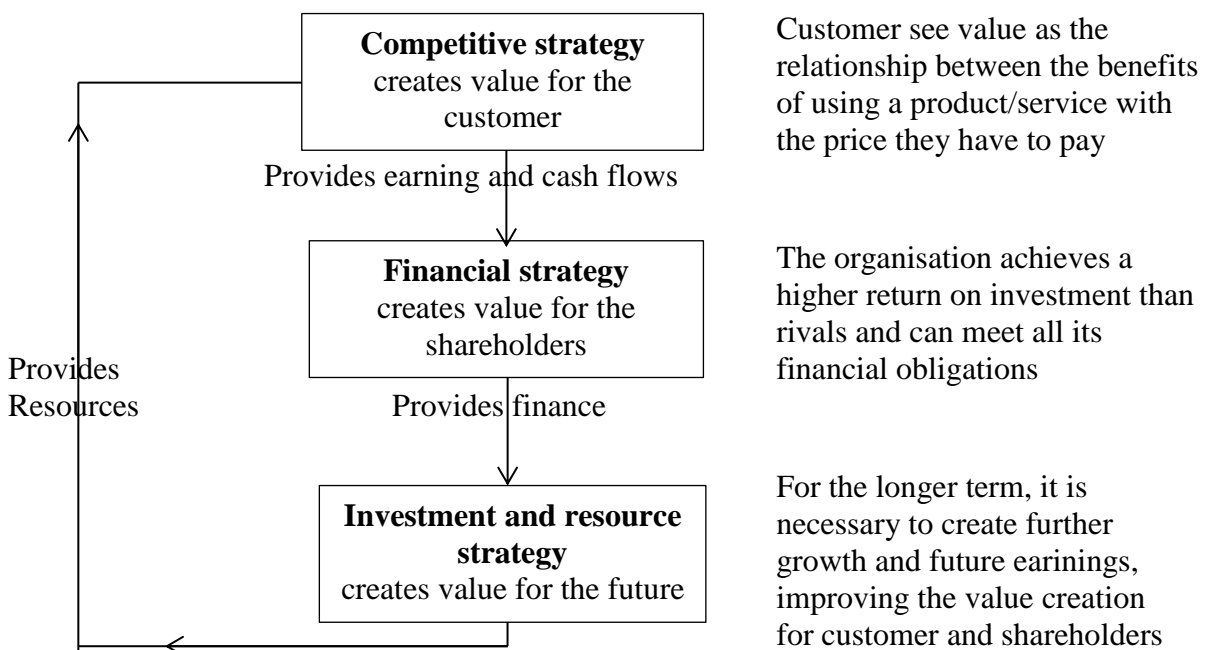 Competitive strategy
creates value for the
customer
Customer see value as the
relationship between the benefits
of using a product/service with
the price they have to pay
Provides earning and cash flows
Financial strategy
creates value for the
shareholders
The organisation achieves a
higher return on investment than
rivals and can meet all its
financial obligations
Provides
Resources
Provides finance
Investment and resource
strategy
creates value for the future
For the longer term, it is
necessary to create further
growth and future earinings,
improving the value creation
for customer and shareholders